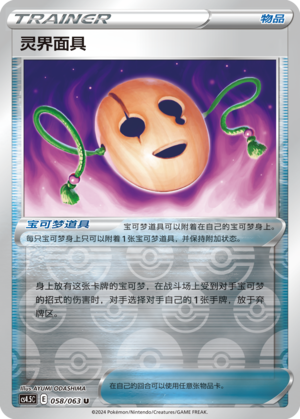 TRAINER
物品
灵界面具
宝可梦道具
宝可梦道具只可以附着在自己的宝可梦身上。
每只宝可梦身上只可以附着1张宝可梦道具，并保持附加状态。
身上放有这张卡牌的宝可梦，在战斗场上受到对手宝可梦
的招式的伤害时，对手选择对手自己的1张手牌，放于弃
牌区。
Illus. AYUMI ODASHIMA
CS4.5C 058/063 U
在自己的回合可以使用任意张物品卡。
©2024 Pokémon/Nintendo/Creatures/GAME FREAK.